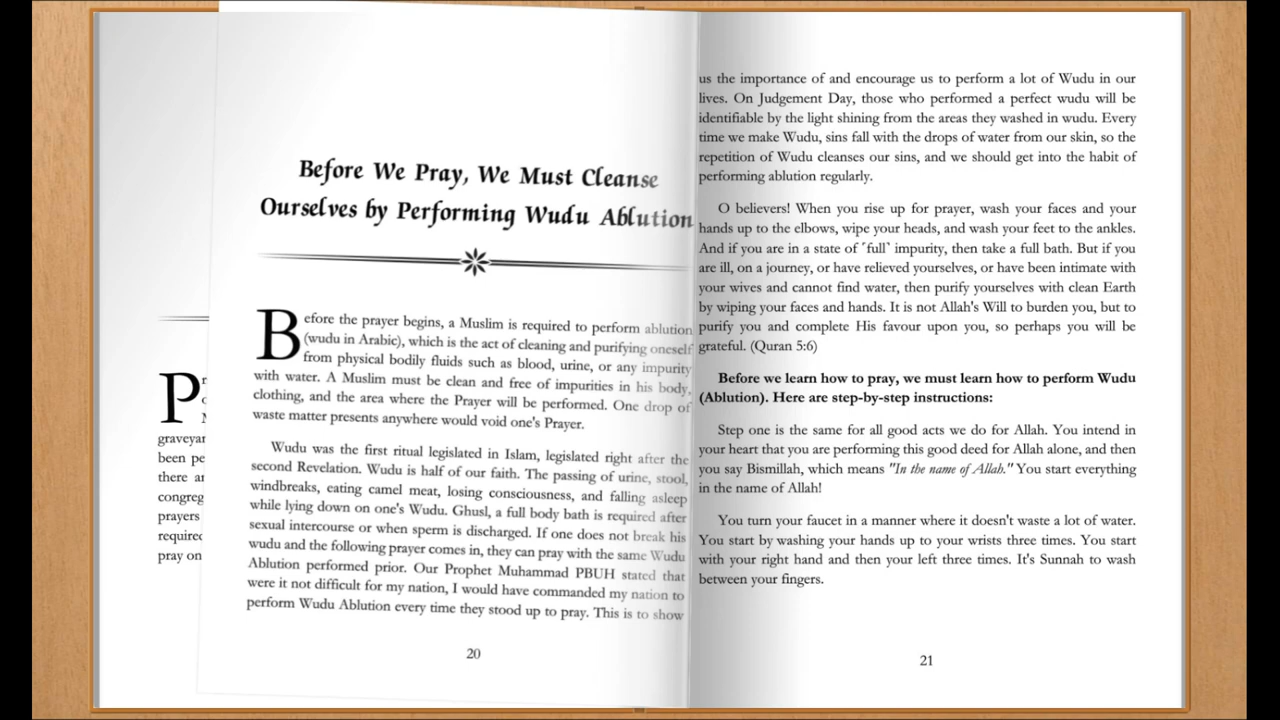 P
graveyar
been pe
there ar
congreg
prayers
required
pray on
Before We Pray, We Must Cleanse
Ourselves by Performing Wudu Ablution
Before the prayer begins, a Muslim is required to perform ablution
(wudu in Arabic), which is the act of cleaning and purifying oneself
from physical bodily fluids such as blood, urine, or any impurity
with water. A Muslim must be clean and free of impurities in his body,
clothing, and the area where the Prayer will be performed. One drop of
waste matter presents anywhere would void one's Prayer.
Wudu was the first ritual legislated in Islam, legislated right after the
second Revelation. Wudu is half of our faith. The passing of urine, stool,
windbreaks, eating camel meat, losing consciousness, and falling asleep
while lying down on one's Wudu. Ghusl, a full body bath is required after
sexual intercourse or when sperm is discharged. If one does not break his
wudu and the following prayer comes in, they can pray with the same Wudu
Ablution performed prior. Our Prophet Muhammad PBUH stated that
were it not difficult for my nation, I would have commanded my nation to
perform Wudu Ablution every time they stood up to pray. This is to show
20
us the importance of and encourage us to perform a lot of Wudu in our
lives. On Judgement Day, those who performed a perfect wudu will be
identifiable by the light shining from the areas they washed in wudu. Every
time we make Wudu, sins fall with the drops of water from our skin, so the
repetition of Wudu cleanses our sins, and we should get into the habit of
performing ablution regularly.
O believers! When you rise up for prayer, wash your faces and your
hands up to the elbows, wipe your heads, and wash your feet to the ankles.
And if you are in a state of ˹full˺ impurity, then take a full bath. But if you
are ill, on a journey, or have relieved yourselves, or have been intimate with
your wives and cannot find water, then purify yourselves with clean Earth
by wiping your faces and hands. It is not Allah's Will to burden you, but to
purify you and complete His favour upon you, so perhaps you will be
grateful. (Quran 5:6)
Before we learn how to pray, we must learn how to perform Wudu
(Ablution). Here are step-by-step instructions:
Step one is the same for all good acts we do for Allah. You intend in
your heart that you are performing this good deed for Allah alone, and then
you say Bismillah, which means "In the name of Allah." You start everything
in the name of Allah!
You turn your faucet in a manner where it doesn't waste a lot of water.
You start by washing your hands up to your wrists three times. You start
with your right hand and then your left three times. It's Sunnah to wash
between your fingers.
21